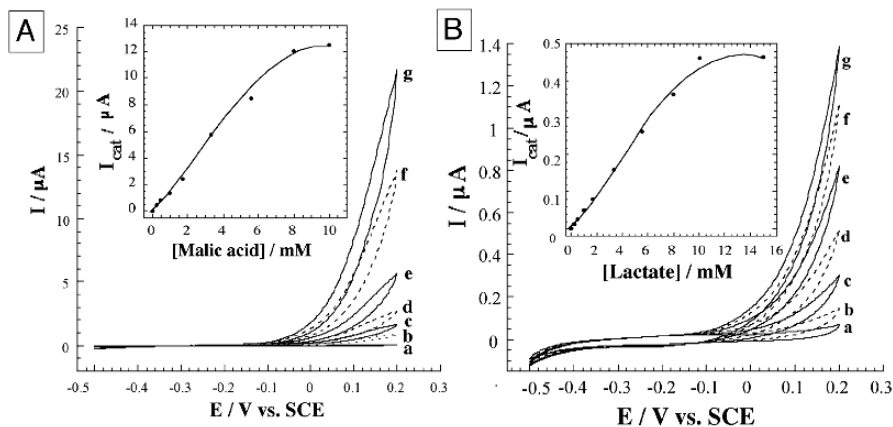 A
I / μA
25
20
15
10
5
0
-0.5
-0.4
-0.3
-0.2
-0.1
0
0.1
0.2
0.3
E / V vs. SCE
g
f
e
d
c
b
a
I cat / μA
14
12
10
8
6
4
2
0
0
2
4
6
8
10
12
[Malic acid] / mM
B
I / μA
1.4
1.2
1.0
0.8
0.6
0.4
0.2
0
-0.5
-0.4
-0.3
-0.2
-0.1
0
0.1
0.2
0.3
E / V vs. SCE
g
f
e
d
c
b
a
I cat / μA
0.5
0.4
0.3
0.2
0.1
0
0
2
4
6
8
10
12
14
16
[Lactate] / mM